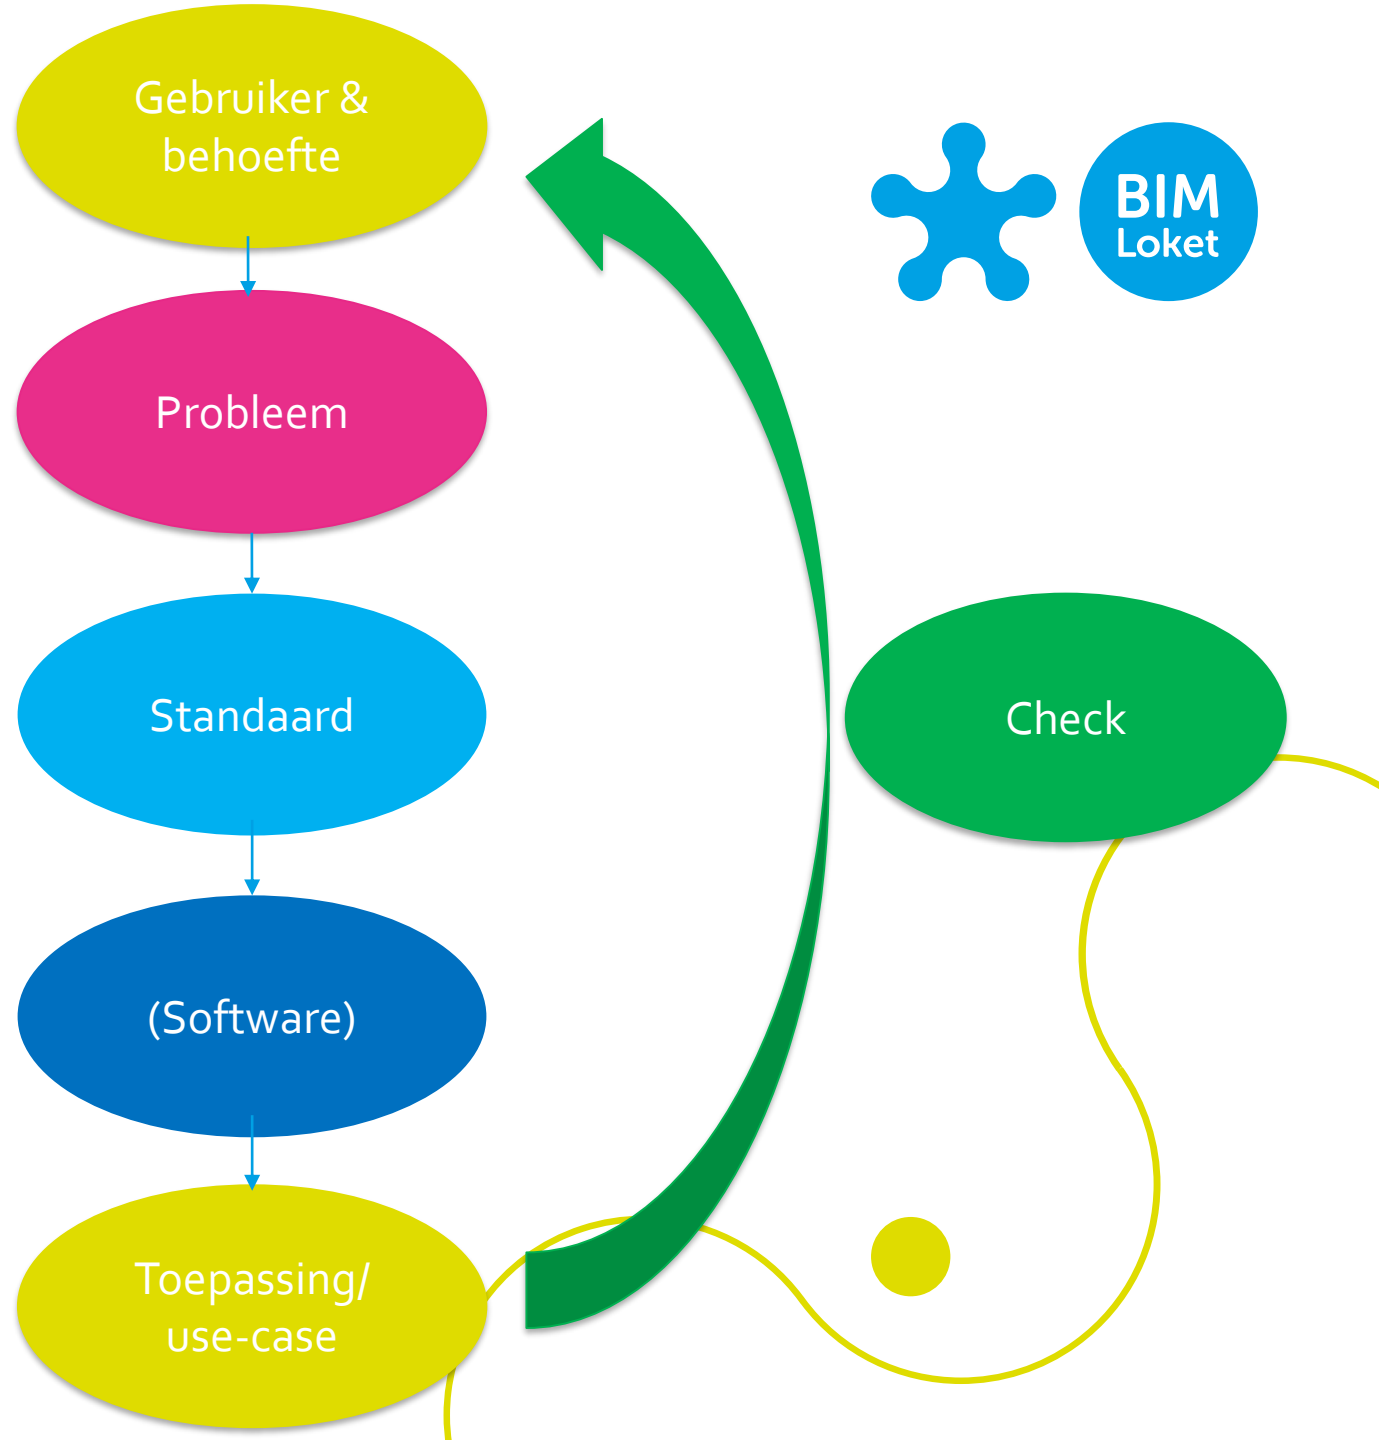 Gebruiker &
behoefte
BIM
Loket
Probleem
Standaard
Check
(Software)
Toepassing/
use-case